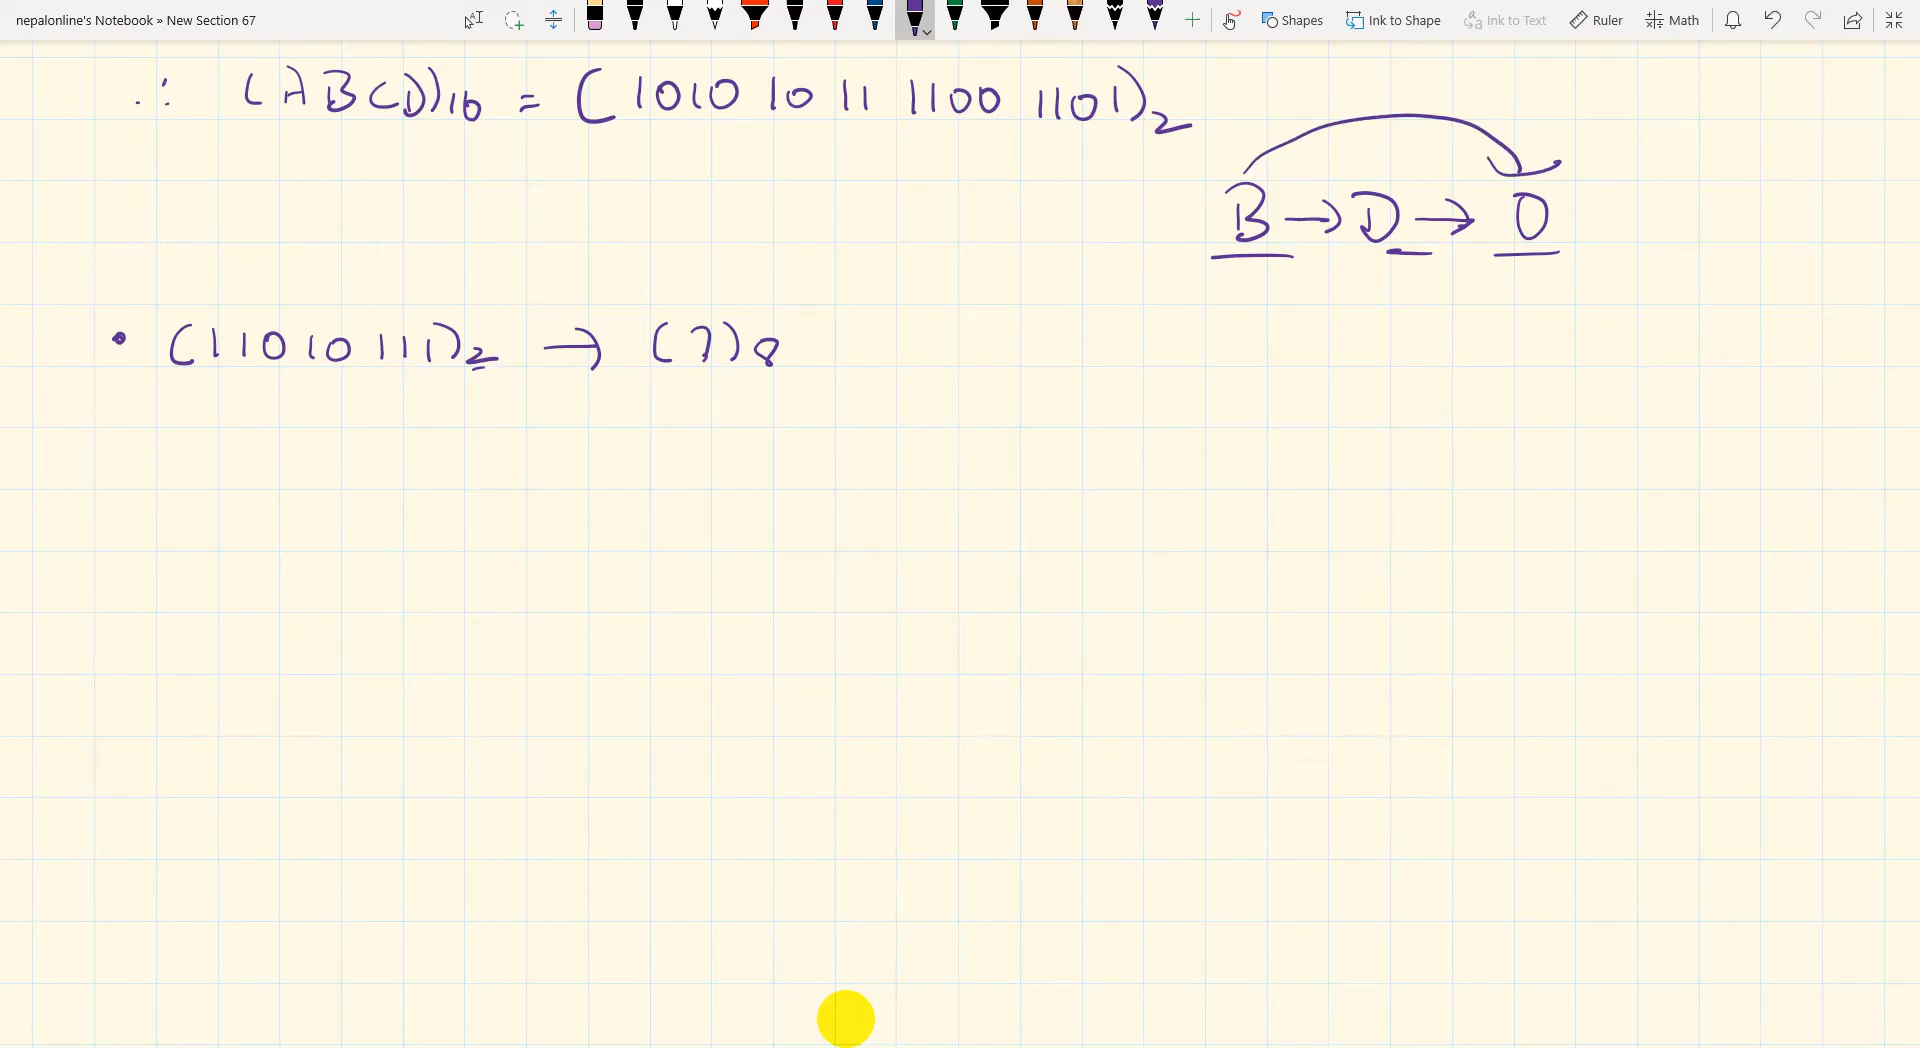 nepalonline's Notebook » New Section 67
Shapes Ink to Shape Ink to Text Ruler Math
∴ (ABCD)16 = (1010 1011 1100 1101)2
B → D → O
• (11010111)2 → (?)8